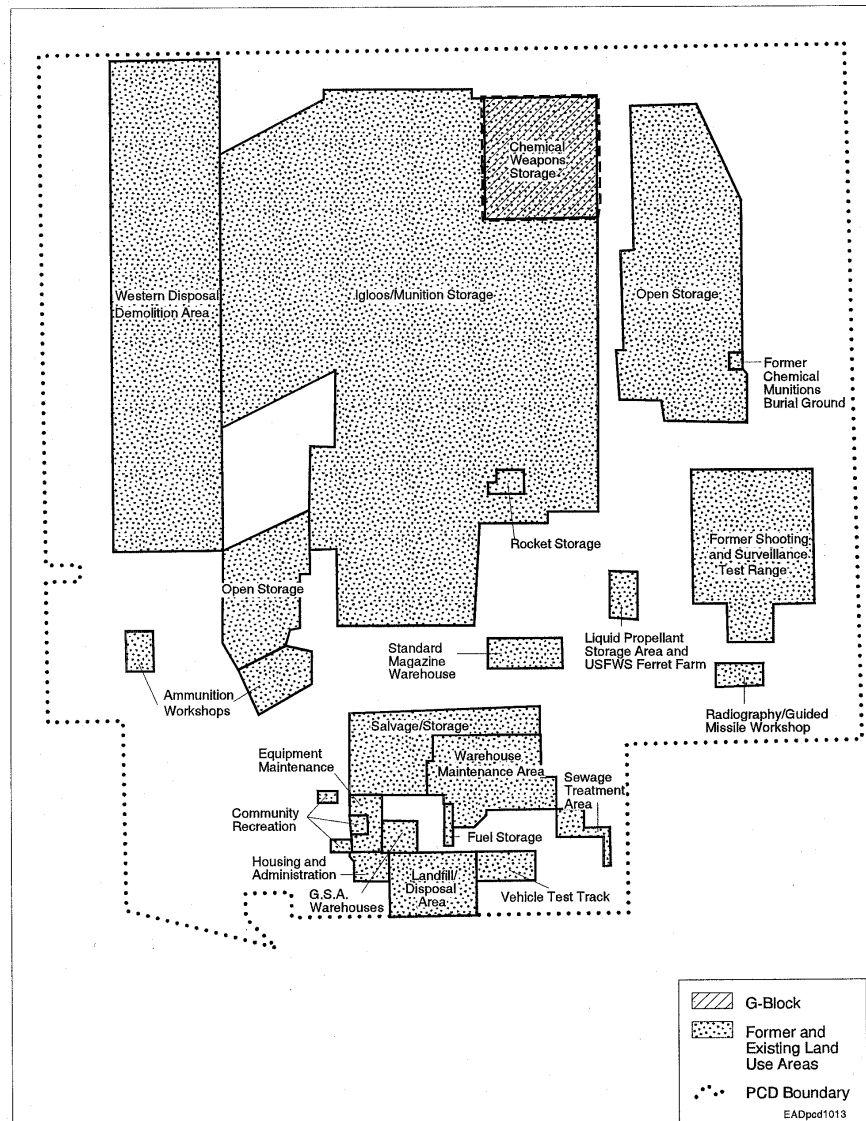 Chemical
Weapons
Storage
Western Disposal
Demolition Area
Igloos/Munition Storage
Open Storage
Former
Chemical
Munitions
Burial Ground
Rocket Storage
Former Shooting
and Surveillance
Test Range
Open Storage
Liquid Propellant
Storage Area and
USFWS Ferret Farm
Standard
Magazine
Warehouse
Ammunition
Workshops
Radiography/Guided
Missile Workshop
Salvage/Storage
Equipment
Maintenance
Warehouse
Maintenance Area
Sewage
Treatment
Area
Community
Recreation
Fuel Storage
Housing and
Administration
G.S.A.
Warehouses
Landfill/
Disposal
Area
Vehicle Test Track
G-Block
Former and
Existing Land
Use Areas
PCD Boundary
EADpcd1013